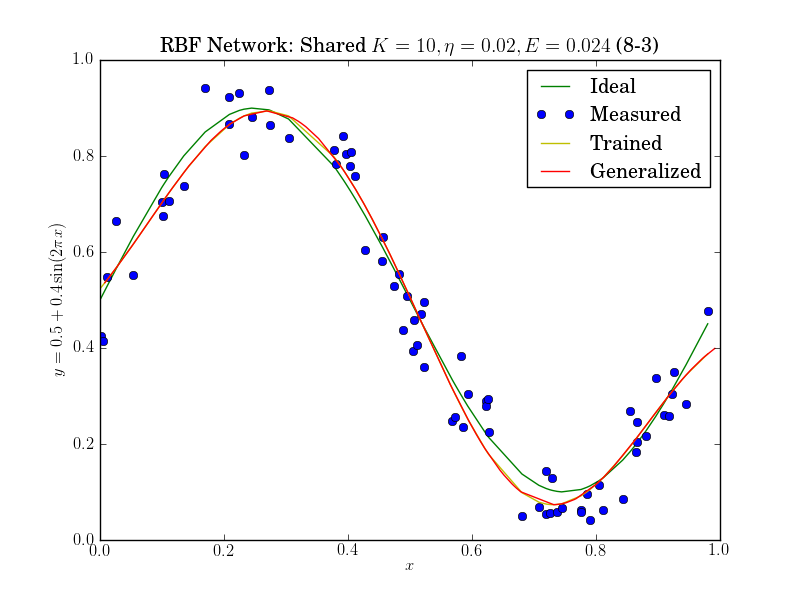 RBF Network: Shared K = 10, η = 0.02, E = 0.024 (8-3)
1.0
0.8
0.6
0.4
0.2
0.0
y = 0.5 + 0.4 sin(2πx)
Ideal
Measured
Trained
Generalized
0.0 0.2 0.4 0.6 0.8 1.0
x